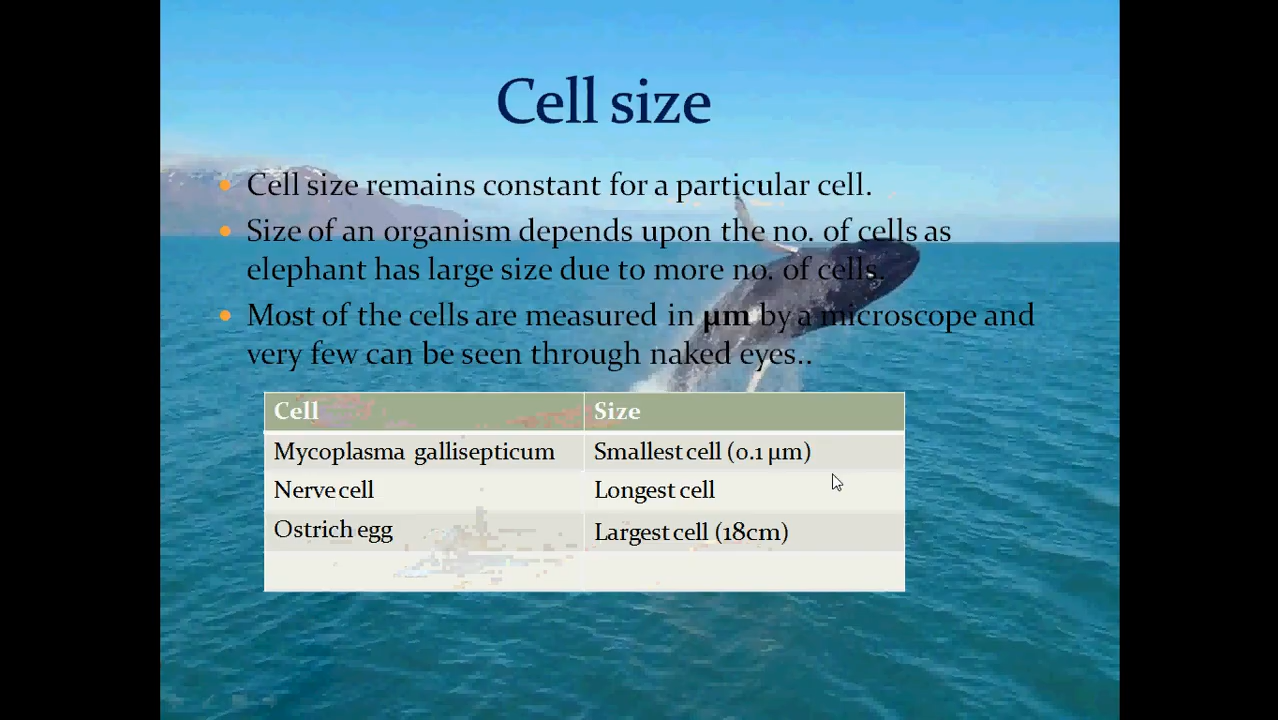 Cell size
Cell size remains constant for a particular cell.
Size of an organism depends upon the no. of cells as
elephant has large size due to more no. of cells.
Most of the cells are measured in μm by a microscope and
very few can be seen through naked eyes..
Cell Size
Mycoplasma gallisepticum Smallest cell (0.1 μm)
Nerve cell Longest cell
Ostrich egg Largest cell (18cm)